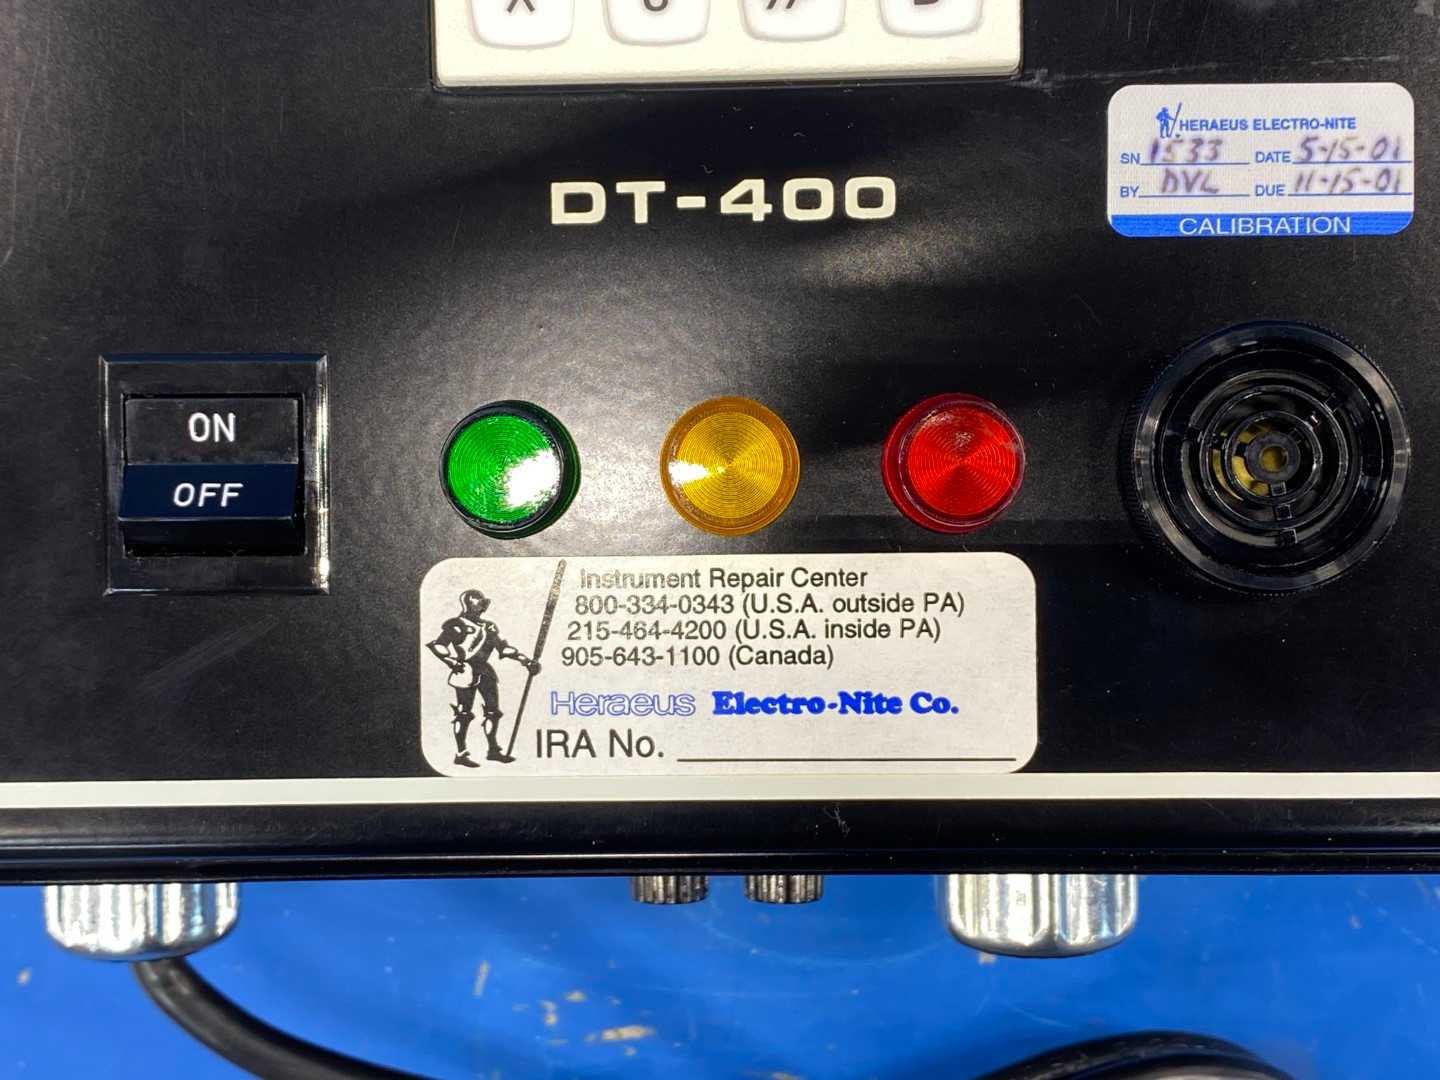 HERAEUS ELECTRO-NITE
SN 1533 DATE 5-15-01
BY DVL DUE 11-15-01
CALIBRATION
DT-400
ON
OFF
Instrument Repair Center
800-334-0343 (U.S.A. outside PA)
215-464-4200 (U.S.A. inside PA)
905-643-1100 (Canada)
Heraeus Electro-Nite Co.
IRA No.